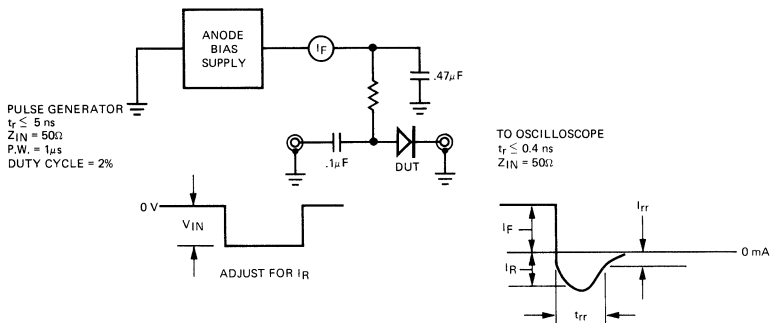 ANODE
BIAS
SUPPLY
IF
.47μF
PULSE GENERATOR
tr ≤ 5 ns
ZIN = 50Ω
P.W. = 1μs
DUTY CYCLE = 2%
.1μF
DUT
TO OSCILLOSCOPE
tr ≤ 0.4 ns
ZIN = 50Ω
0 V
VIN
ADJUST FOR IR
IF
IR
Irr
0 mA
trr